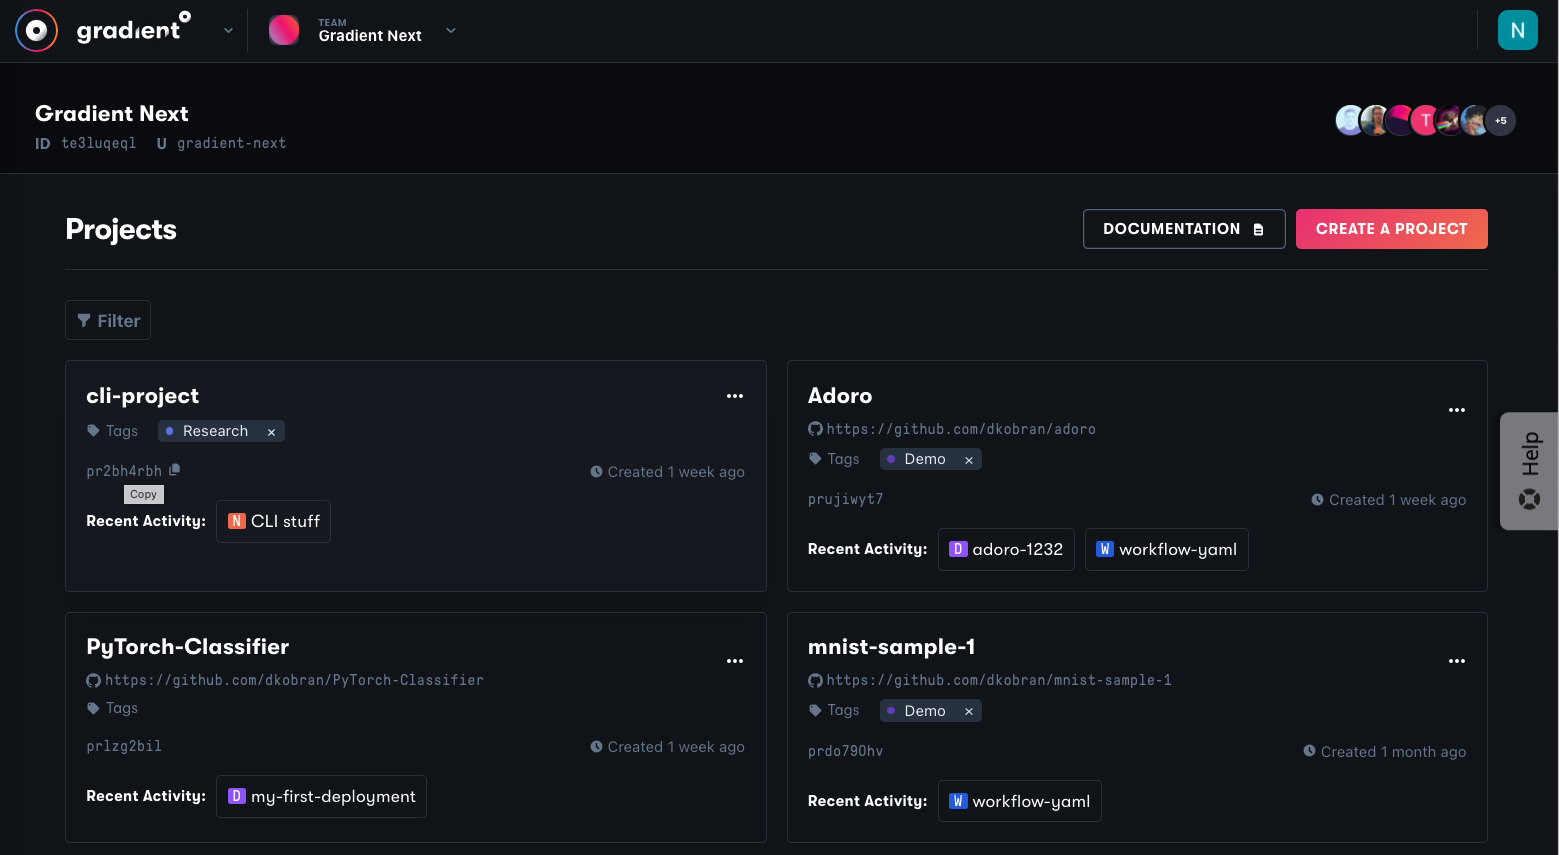 gradient
TEAM
Gradient Next
N
Gradient Next
ID te3luqeql U gradient-next
T
+5
Projects
DOCUMENTATION
CREATE A PROJECT
Filter
cli-project
Tags Research ×
pr2bh4rbh
Created 1 week ago
Copy
Recent Activity: N CLI stuff
Adoro
https://github.com/dkobran/adoro
Tags Demo ×
prujiwyt7
Created 1 week ago
Recent Activity: D adoro-1232 W workflow-yaml
Help
PyTorch-Classifier
https://github.com/dkobran/PyTorch-Classifier
Tags
prlzg2bil
Created 1 week ago
Recent Activity: D my-first-deployment
mnist-sample-1
https://github.com/dkobran/mnist-sample-1
Tags Demo ×
prdo790hv
Created 1 month ago
Recent Activity: W workflow-yaml